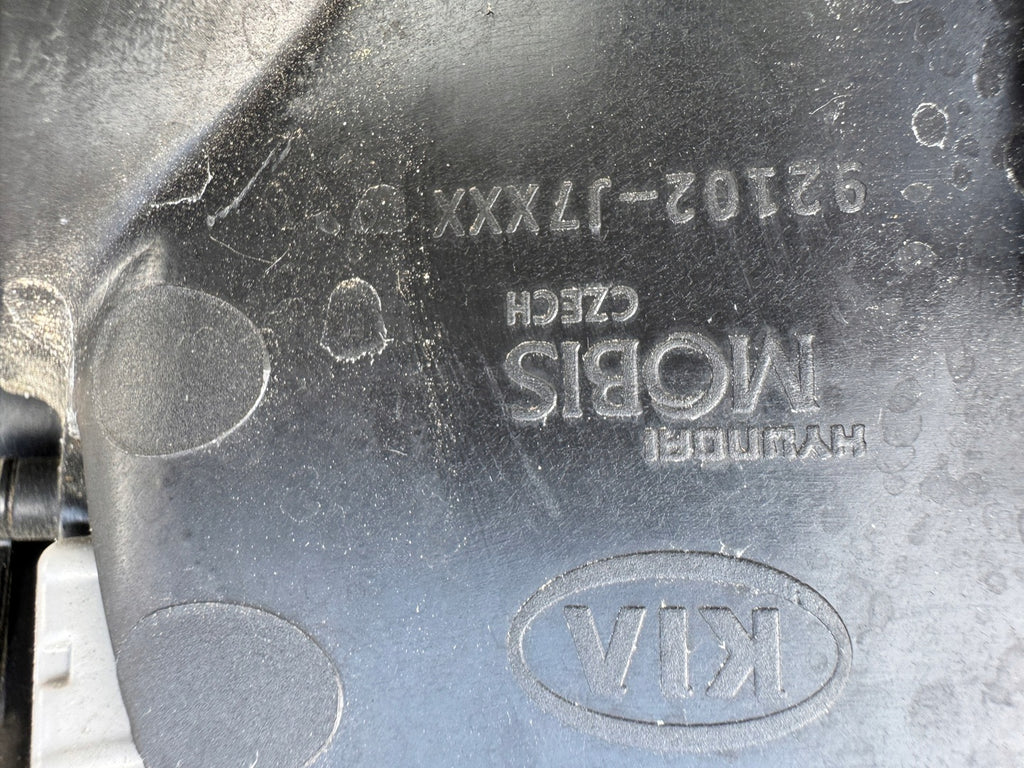 KIA
HYUNDAI
MOBIS
CZECH
92102-J7XXX